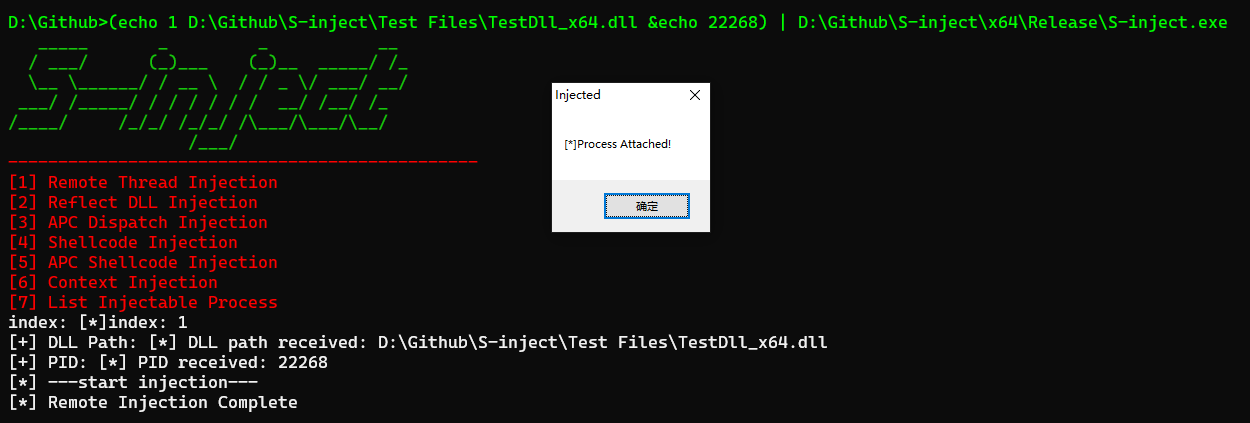 D:\Github>(echo 1 D:\Github\S-inject\Test Files\TestDll_x64.dll &echo 22268) | D:\Github\S-inject\x64\Release\S-inject.exe
S-inject
[1] Remote Thread Injection
[2] Reflect DLL Injection
[3] APC Dispatch Injection
[4] Shellcode Injection
[5] APC Shellcode Injection
[6] Context Injection
[7] List Injectable Process
index: [*]index: 1
[+] DLL Path: [*] DLL path received: D:\Github\S-inject\Test Files\TestDll_x64.dll
[+] PID: [*] PID received: 22268
[*] ---start injection---
[*] Remote Injection Complete
Injected
[*]Process Attached!
确定